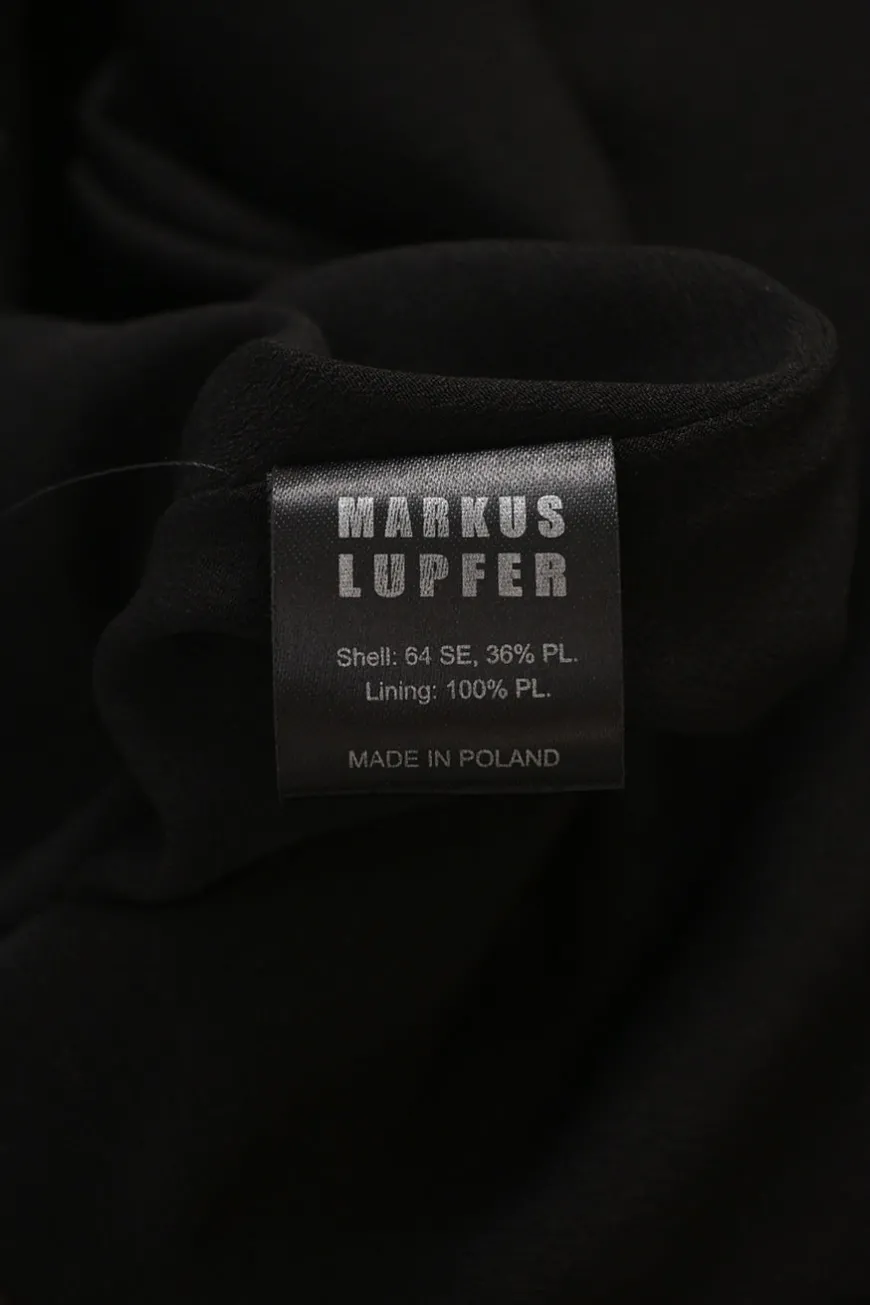 MARKUS
LUPFER
Shell: 64 SE, 36% PL.
Lining: 100% PL.
MADE IN POLAND